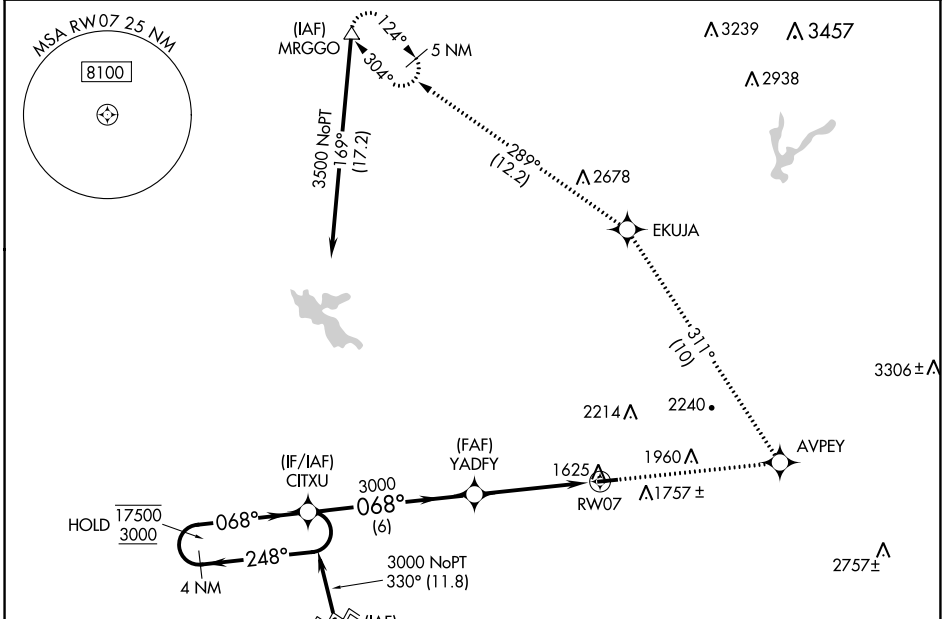 MSA RW07 25 NM
8100
(IAF)
MRGGO
124°
304°
5 NM
3239
3457
2938
3500 NoPT
169°
(17.2)
289°
(12.2)
2678
EKUJA
311°
(10)
3306 ±
2214
2240
AVPEY
(IF/IAF)
CITXU
(FAF)
YADFY
1625
1960
RW07
1757 ±
3000
068°
(6)
HOLD
17500
3000
068°
248°
4 NM
3000 NoPT
330° (11.8)
2757±
(IAF)